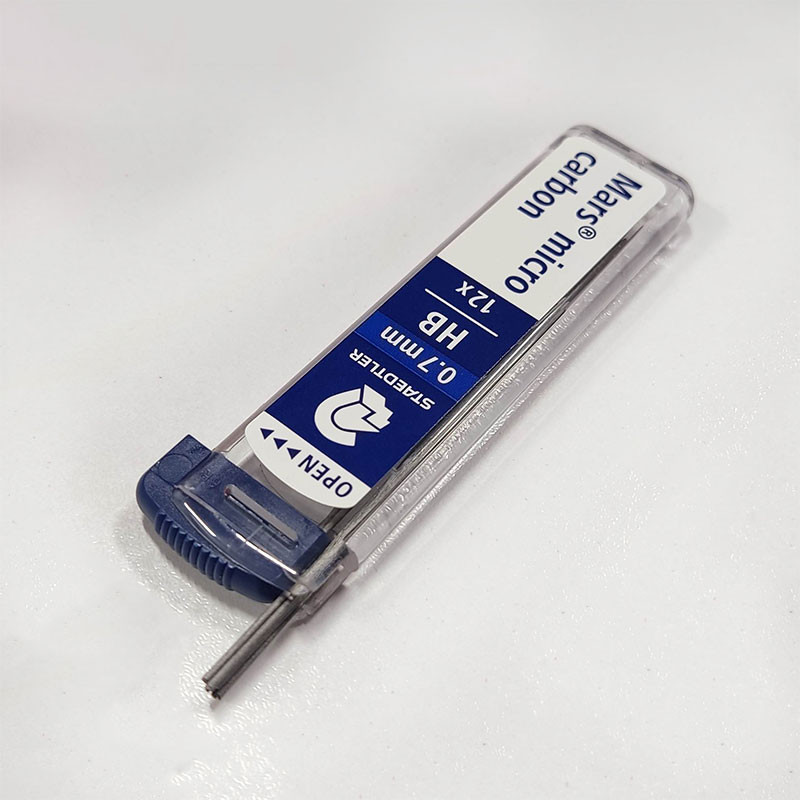 Mars® micro
carbon
12x
HB
0.7 mm
STAEDTLER
OPEN